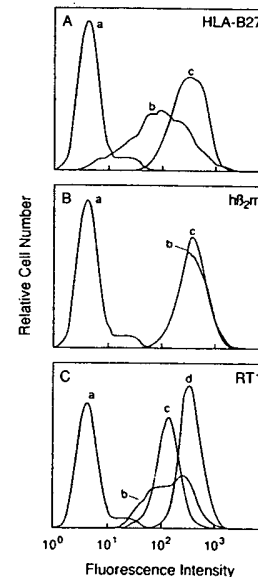 A
HLA-B27
a
b
c
B
hβ₂m
a
b
c
C
RT1
a
b
c
d
10⁰ 10¹ 10² 10³
Fluorescence Intensity
Relative Cell Number